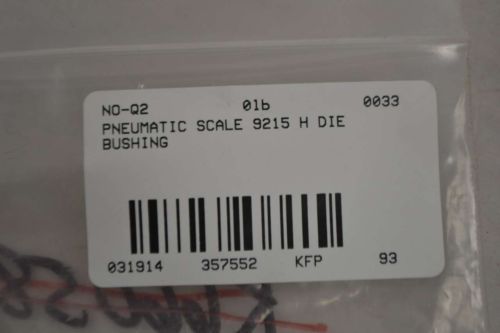 NO-Q2 01b 0033
PNEUMATIC SCALE 9215 H DIE
BUSHING
031914 357552 KFP 93